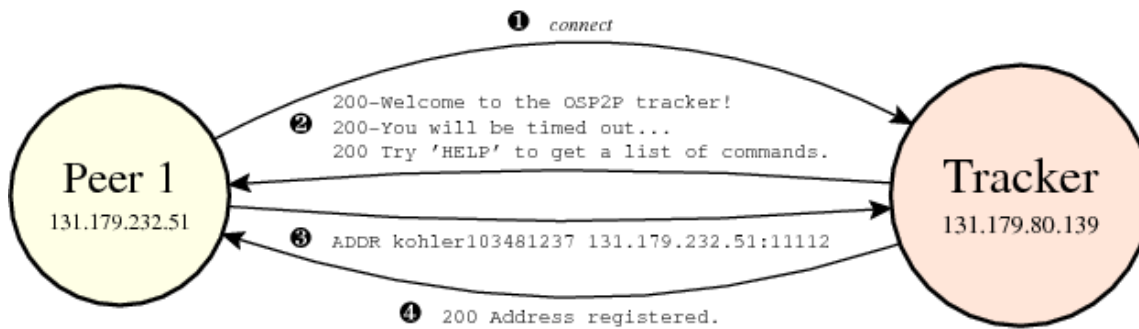 ❶ connect
200-Welcome to the OSP2P tracker!
❷ 200-You will be timed out...
200 Try 'HELP' to get a list of commands.
Peer 1
131.179.232.51
Tracker
131.179.80.139
❸ ADDR kohler103481237 131.179.232.51:11112
❹ 200 Address registered.